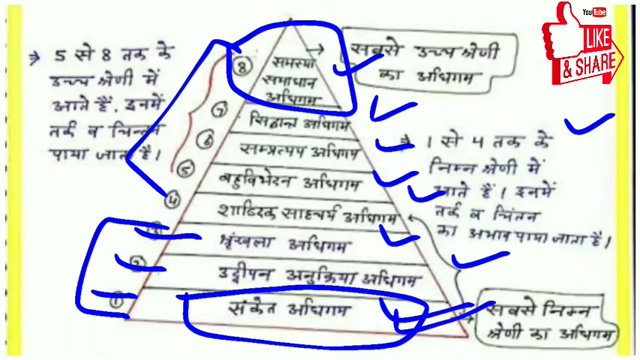 → 5 से 8 तक के
उच्च श्रेणी में
आते हैं, इनमें
तर्क व चिन्तन
पाया जाता है।
8
समस्या
समाधान
अधिगम
7
सिद्धान्त अधिगम
6
सम्प्रत्यय अधिगम
5
बहुविभेदन अधिगम
4
शाब्दिक साहचर्य अधिगम
श्रृंखला अधिगम
2
उद्दीपन अनुक्रिया अधिगम
1
संकेत अधिगम
सबसे उच्च श्रेणी
का अधिगम
→ 1 से 4 तक के
निम्न श्रेणी में
आते हैं। इनमें
तर्क व चिंतन
का अभाव पाया जाता है।
सबसे निम्न
श्रेणी का अधिगम
You Tube
LIKE
& SHARE